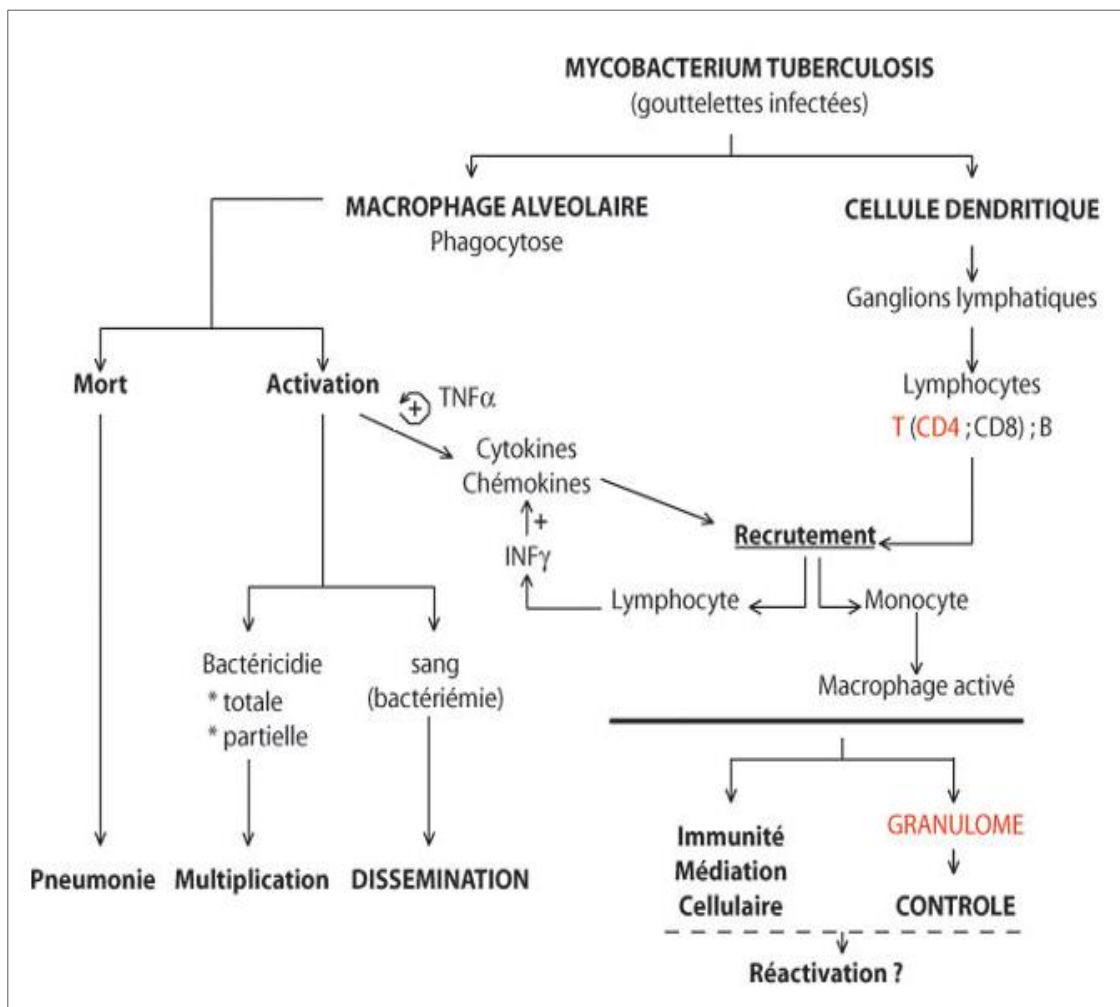 MYCOBACTERIUM TUBERCULOSIS
(gouttelettes infectées)
MACROPHAGE ALVEOLAIRE
Phagocytose
CELLULE DENDRITIQUE
Ganglions lymphatiques
Lymphocytes
T (CD4 ; CD8) ; B
Mort
Activation
+ TNFα
Cytokines
Chémokines
+
INFγ
Recrutement
Lymphocyte
Monocyte
Macrophage activé
Bactéricidie
* totale
* partielle
sang
(bactériémie)
Pneumonie
Multiplication
DISSEMINATION
Immunité
Médiation
Cellulaire
GRANULOME
CONTROLE
Réactivation ?